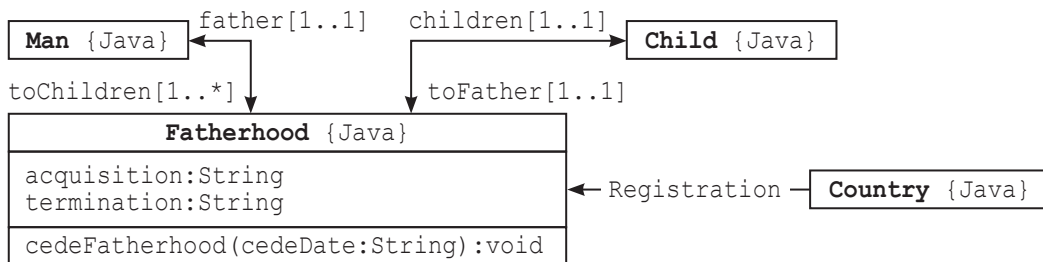 father[1..1]
children[1..1]
Man {Java}
Child {Java}
toChildren[1..*]
toFather[1..1]
Fatherhood {Java}
acquisition:String
termination:String
Registration
Country {Java}
cedeFatherhood(cedeDate:String):void